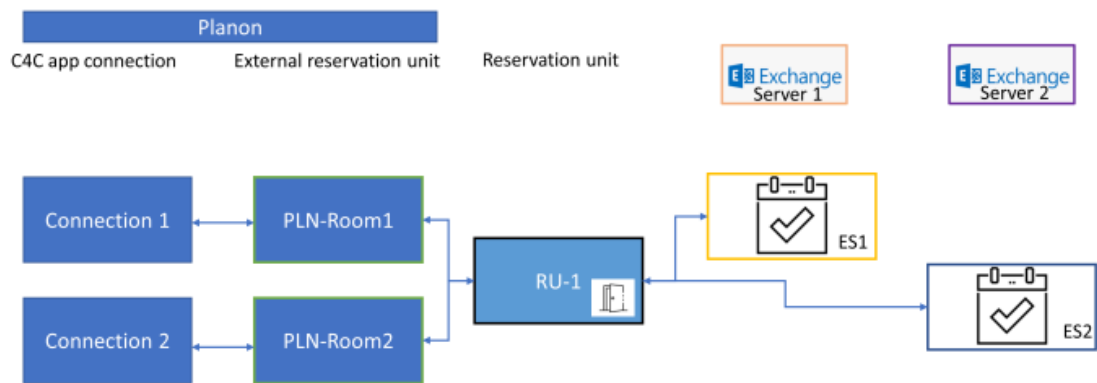 Planon
C4C app connection
External reservation unit
Reservation unit
Exchange
Server 1
Exchange
Server 2
Connection 1
PLN-Room1
ES1
RU-1
Connection 2
PLN-Room2
ES2